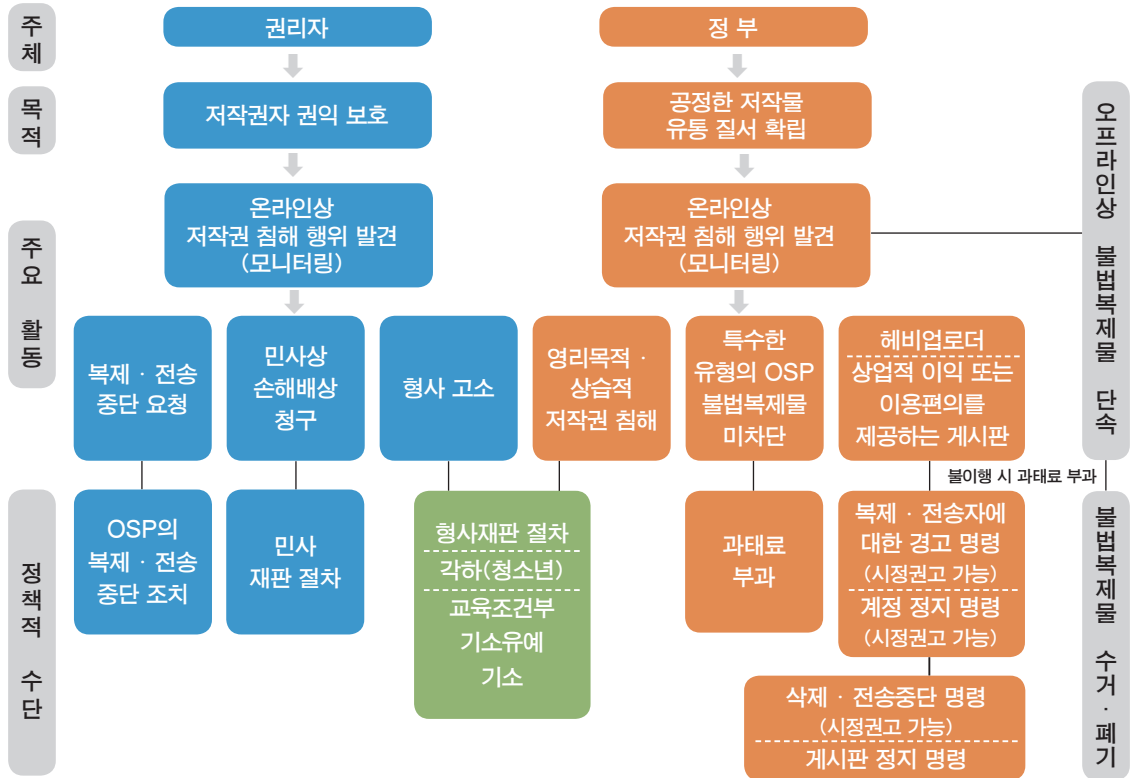 주체
권리자
정 부
목적
저작권자 권익 보호
공정한 저작물
유통 질서 확립
주요 활동
온라인상
저작권 침해 행위 발견
(모니터링)
온라인상
저작권 침해 행위 발견
(모니터링)
오프라인상 불법복제물 단속
복제 · 전송
중단 요청
민사상
손해배상
청구
형사 고소
영리목적 ·
상습적
저작권 침해
특수한
유형의 OSP
불법복제물
미차단
헤비업로더
상업적 이익 또는
이용편의를
제공하는 게시판
불이행 시 과태료 부과
정책적 수단
OSP의
복제 · 전송
중단 조치
민사
재판 절차
형사재판 절차
각하(청소년)
교육조건부
기소유예
기소
과태료
부과
복제 · 전송자에
대한 경고 명령
(시정권고 가능)
계정 정지 명령
(시정권고 가능)
삭제 · 전송중단 명령
(시정권고 가능)
게시판 정지 명령
불법복제물 수거 · 폐기